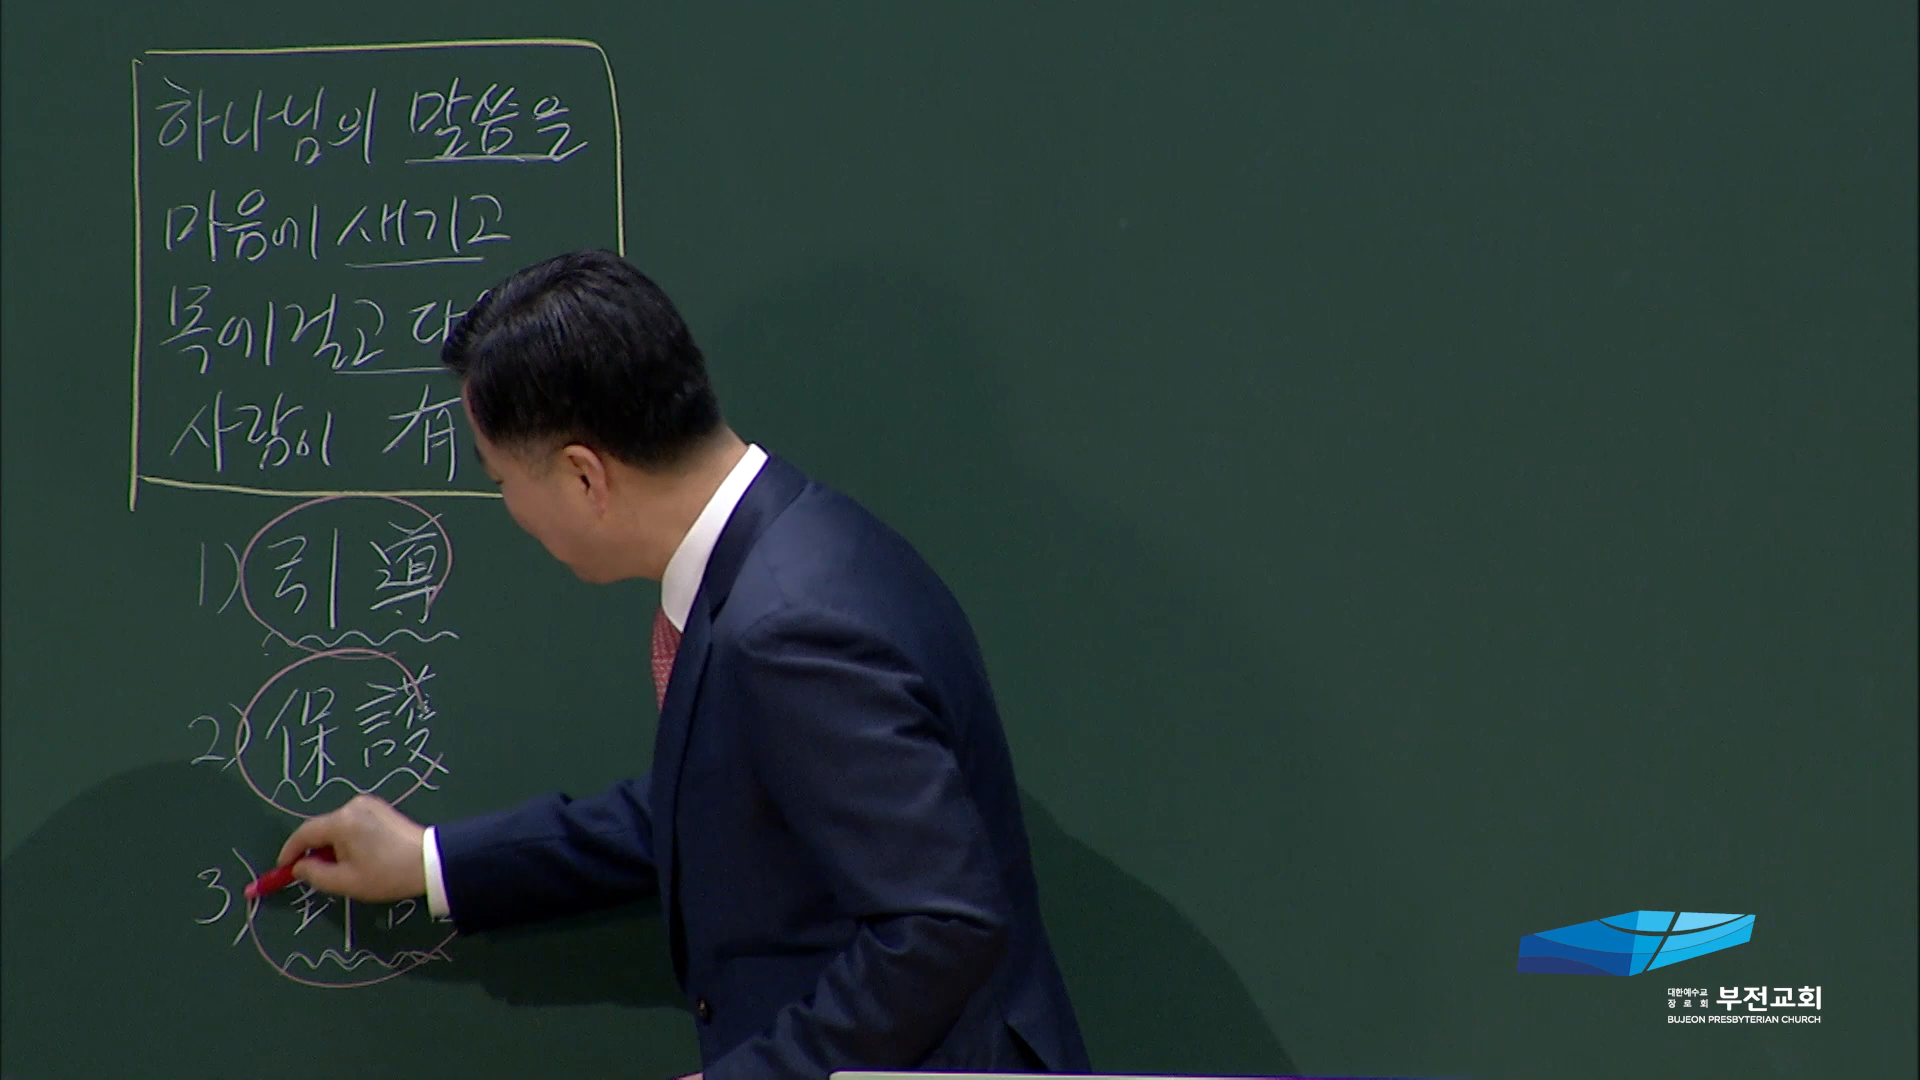 하나님의 말씀을
마음에 새기고
목에 걸고 다
사람이 有
1) 引導
2) 保護
3) 對
대한예수교
장로회 부전교회
BUJEON PRESBYTERIAN CHURCH